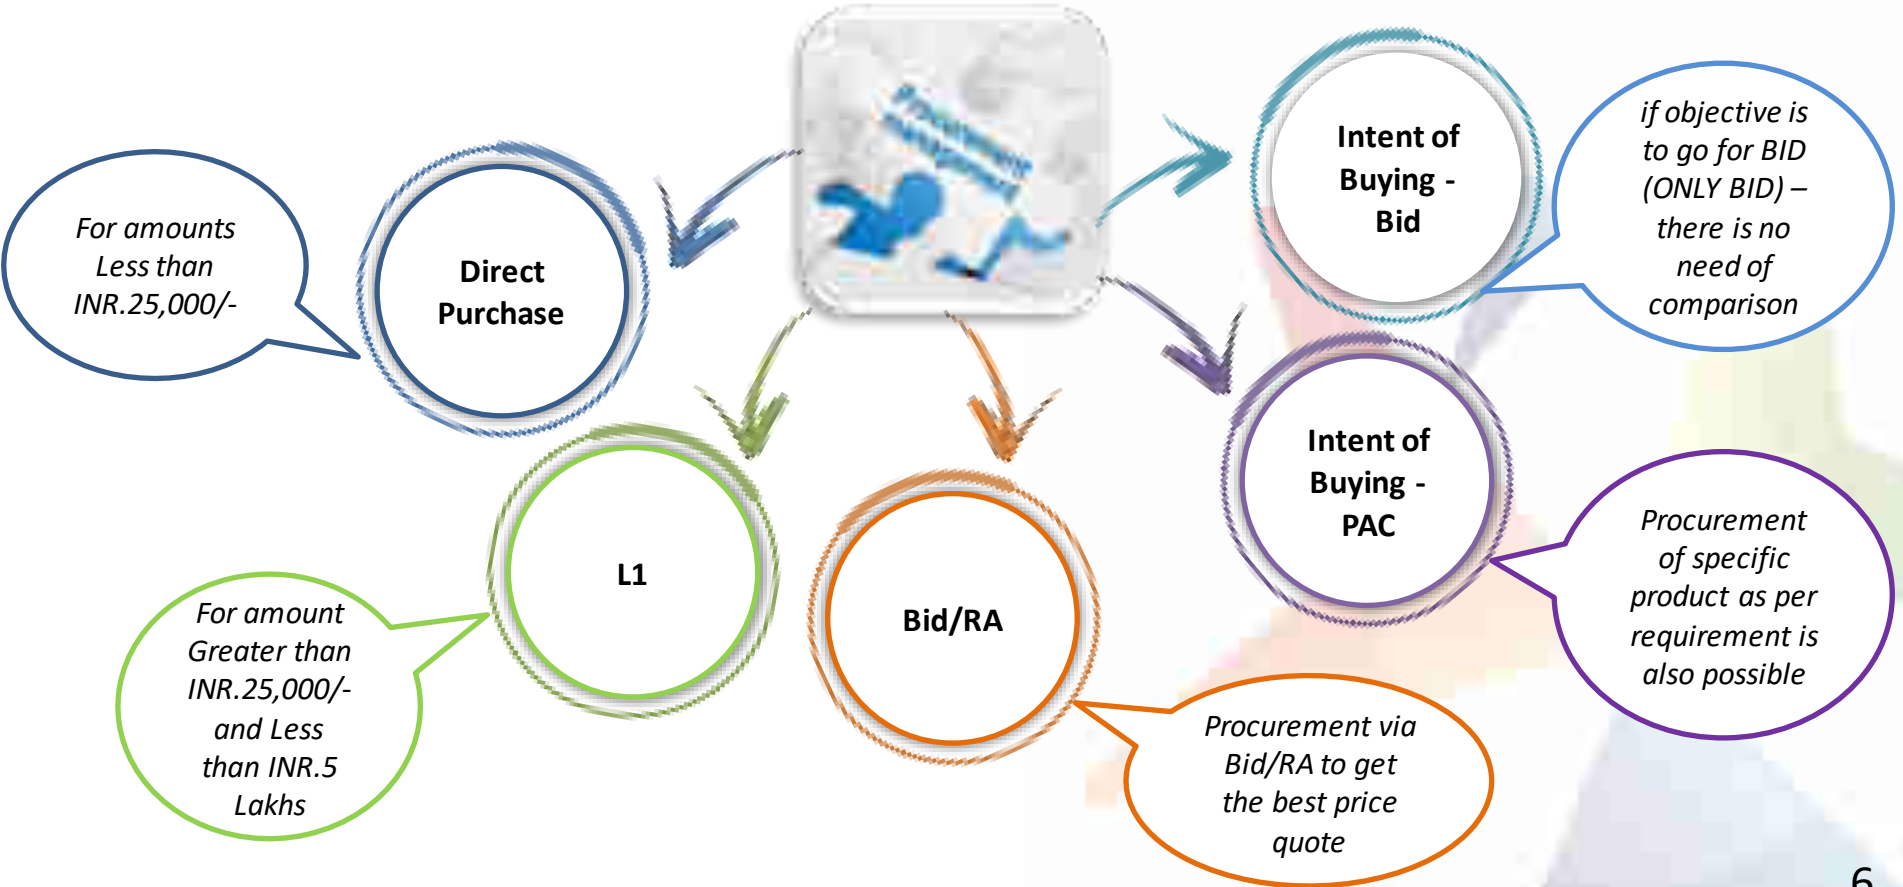 For amounts
Less than
INR.25,000/-
Direct
Purchase
For amount
Greater than
INR.25,000/-
and Less
than INR.5
Lakhs
L1
Bid/RA
Procurement via
Bid/RA to get
the best price
quote
Intent of
Buying -
Bid
if objective is
to go for BID
(ONLY BID) –
there is no
need of
comparison
Intent of
Buying -
PAC
Procurement
of specific
product as per
requirement is
also possible
6